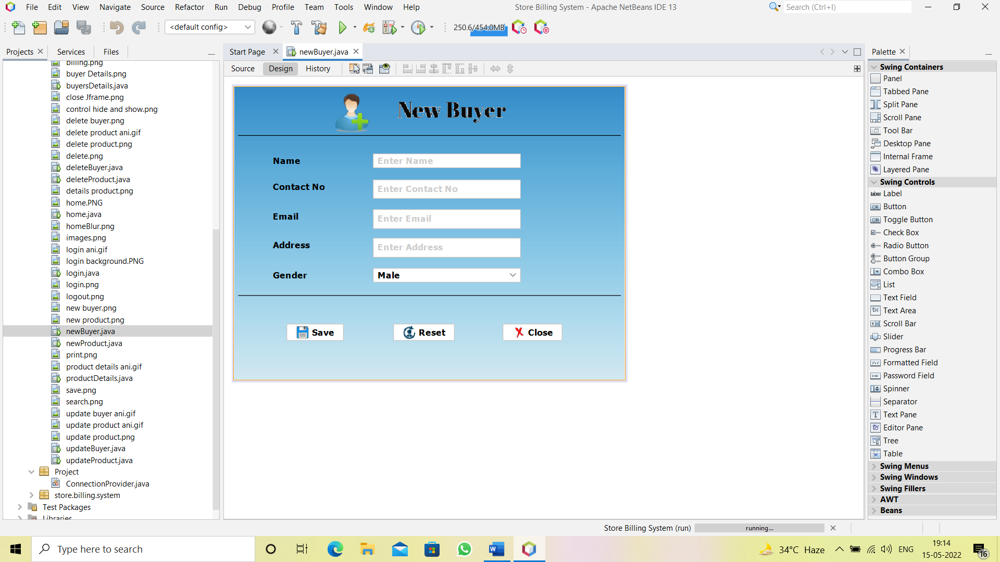 File Edit View Navigate Source Refactor Run Debug Profile Team Tools Window Help
Store Billing System - Apache NetBeans IDE 13
Search (Ctrl+I)
<default config>
250.6/454.0MB
Projects Services Files
Start Page newBuyer.java
Palette
Source Design History
billing.png
buyer Details.png
buyersDetails.java
close Jframe.png
control hide and show.png
delete buyer.png
delete product ani.gif
delete product.png
delete.png
deleteBuyer.java
deleteProduct.java
details product.png
home.PNG
home.java
homeBlur.png
images.png
login ani.gif
login background.PNG
login.java
login.png
logout.png
new buyer.png
new product.png
newBuyer.java
newProduct.java
print.png
product details ani.gif
productDetails.java
save.png
search.png
update buyer ani.gif
update product ani.gif
update product.png
updateBuyer.java
updateProduct.java
Project
ConnectionProvider.java
store.billing.system
Test Packages
Libraries
New Buyer
Name Enter Name
Contact No Enter Contact No
Email Enter Email
Address Enter Address
Gender Male
Save Reset Close
Swing Containers
Panel
Tabbed Pane
Split Pane
Scroll Pane
Tool Bar
Desktop Pane
Internal Frame
Layered Pane
Swing Controls
label Label
OK Button
ON Toggle Button
Check Box
Radio Button
Button Group
Combo Box
List
Text Field
Text Area
Scroll Bar
Slider
Progress Bar
Formatted Field
Password Field
Spinner
Separator
Text Pane
Editor Pane
Tree
Table
Swing Menus
Swing Windows
Swing Fillers
AWT
Beans
Store Billing System (run) running...
Type here to search
34°C Haze
ENG
19:14
15-05-2022
16